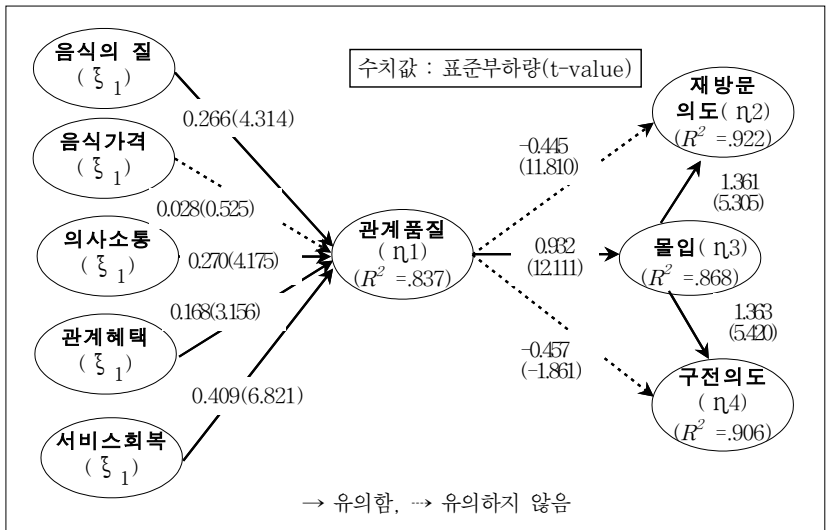 음식의 질
( ξ 1)
음식가격
( ξ 1)
의사소통
( ξ 1)
관계혜택
( ξ 1)
서비스회복
( ξ 1)
0.266(4.314)
0.028(0.525)
0.270(4.175)
0.168(3.156)
0.409(6.821)
수치값 : 표준부하량(t-value)
관계품질
( η1)
(R² =.837)
-0.445
(11.810)
0.932
(12.111)
-0.457
(-1.861)
재방문
의도( η2)
(R² =.922)
1.361
(5.305)
몰입( η3)
(R² =.868)
1.363
(5.420)
구전의도
( η4)
(R² =.906)
→ 유의함, ⇢ 유의하지 않음